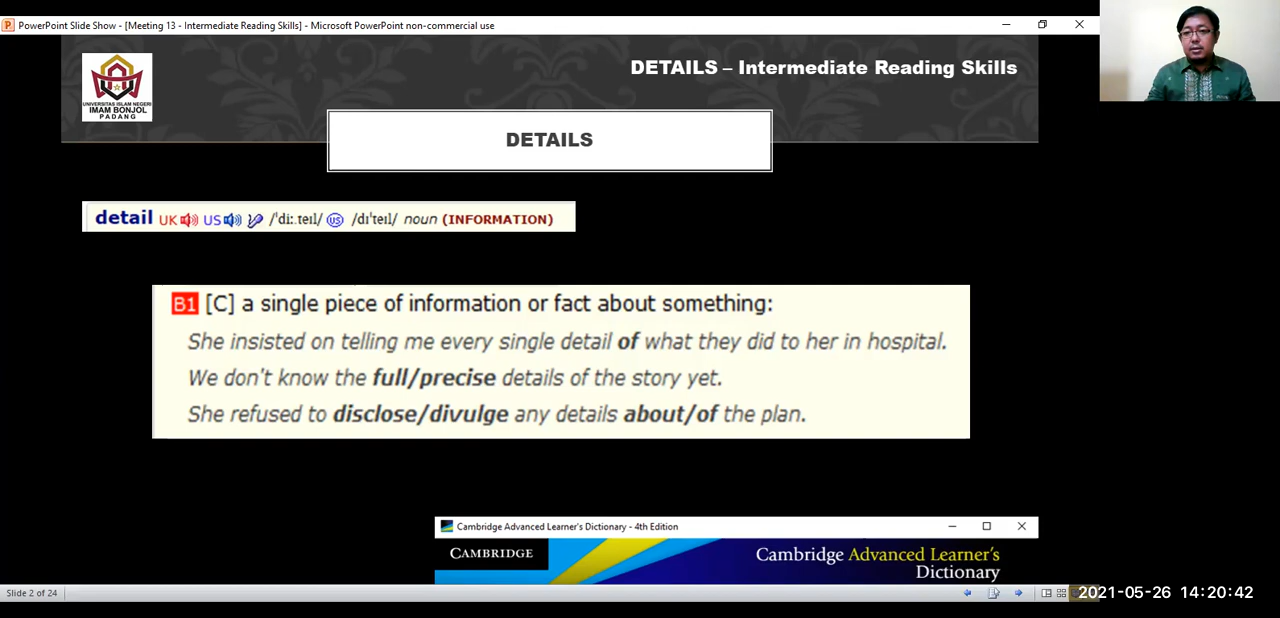 PowerPoint Slide Show - [Meeting 13 - Intermediate Reading Skills] - Microsoft PowerPoint non-commercial use
UNIVERSITAS ISLAM NEGERI
IMAM BONJOL
PADANG
DETAILS – Intermediate Reading Skills
DETAILS
detail UK US /ˈdiː.teɪl/ US /dɪˈteɪl/ noun (INFORMATION)
B1 [C] a single piece of information or fact about something:
She insisted on telling me every single detail of what they did to her in hospital.
We don't know the full/precise details of the story yet.
She refused to disclose/divulge any details about/of the plan.
Cambridge Advanced Learner's Dictionary - 4th Edition
CAMBRIDGE
Cambridge Advanced Learner's
Dictionary
Slide 2 of 24
2021-05-26 14:20:42